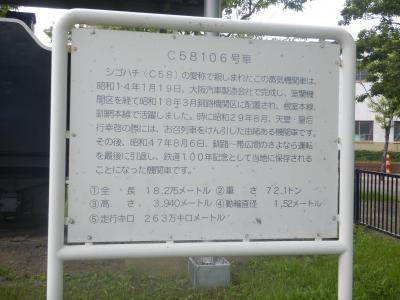 C58106号車
シゴハチ(C58)の愛称で親しまれたこの蒸気機関車は、
昭和14年1月19日、大阪汽車製造会社で完成し、室蘭機
関区を経て昭和18年3月釧路機関区に配置され、根室本線、
釧網本線で活躍しました。時に昭和29年8月、天皇・皇后
行幸啓の際には、お召列車をけん引した由緒ある機関車です。
その後、昭和47年8月6日、釧路~帯広間のさよなら運転
を最後に引退し、鉄道100年記念として当地に保存される
ことになった機関車です。
①全 長 18,275メートル ②重 さ 72,1トン
③高 さ 3,940メートル ④動輪直径 1,52メートル
⑤走行キロ 263万キロメートル